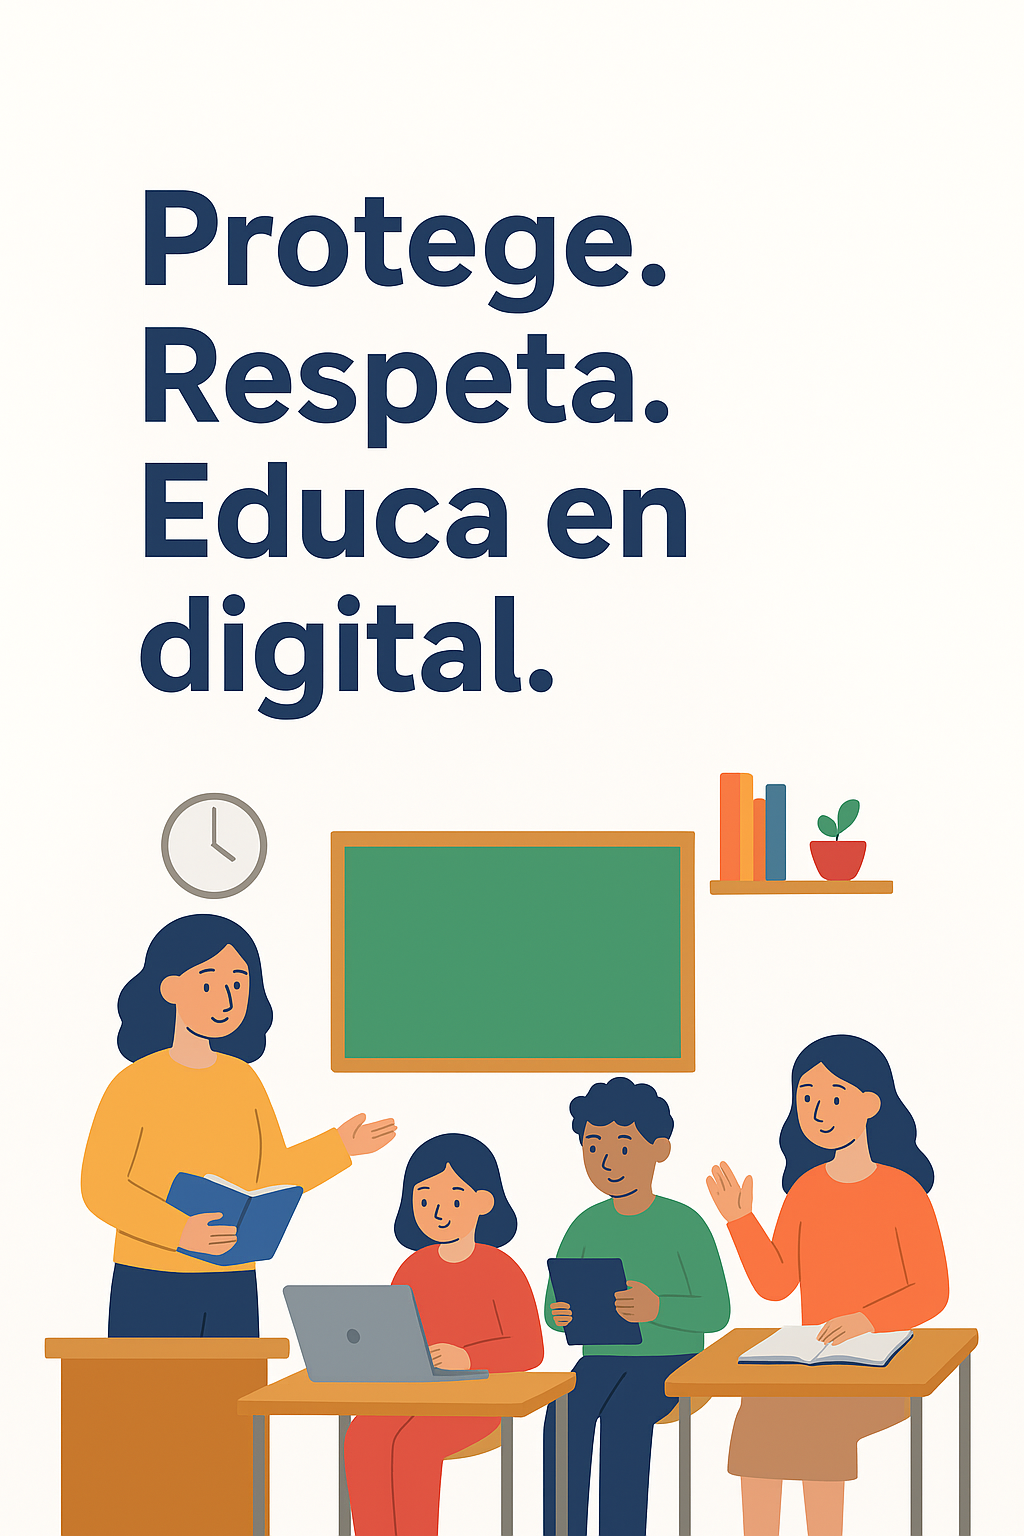 Protege.
Respeta.
Educa en
digital.